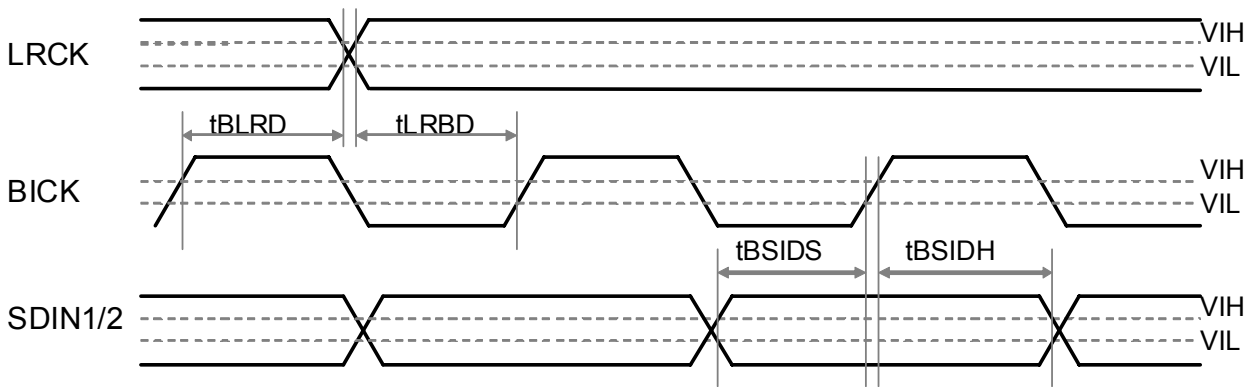 LRCK
VIH
VIL
tBLRD
tLRBD
BICK
VIH
VIL
tBSIDS
tBSIDH
SDIN1/2
VIH
VIL